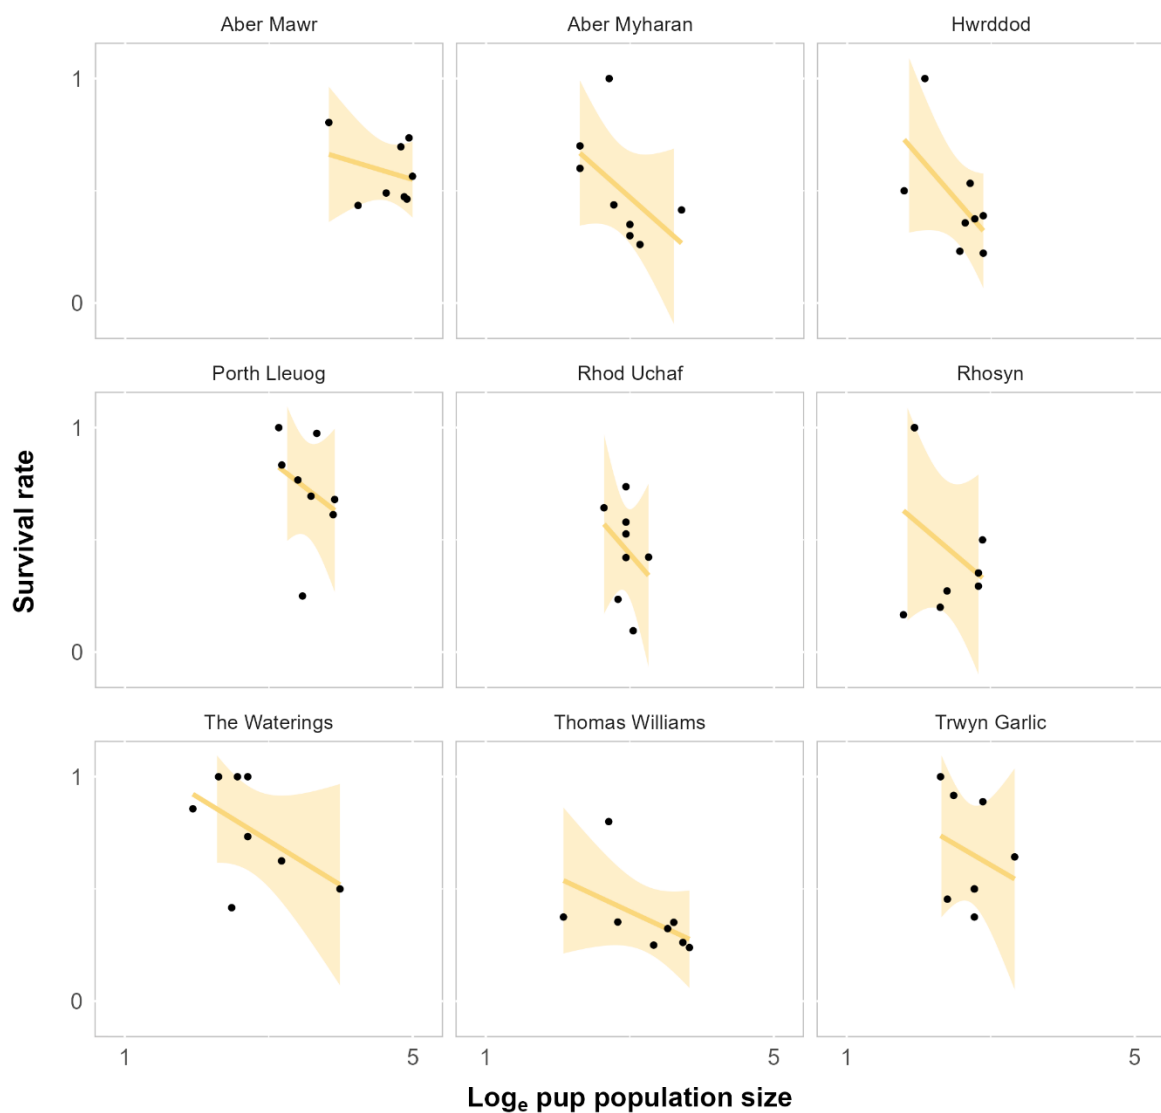 Aber Mawr Aber Myharan Hwrddod
1
0
Porth Lleuog Rhod Uchaf Rhosyn
1
0
The Waterings Thomas Williams Trwyn Garlic
1
0
1 5 1 5 1 5
Survival rate
Logₑ pup population size